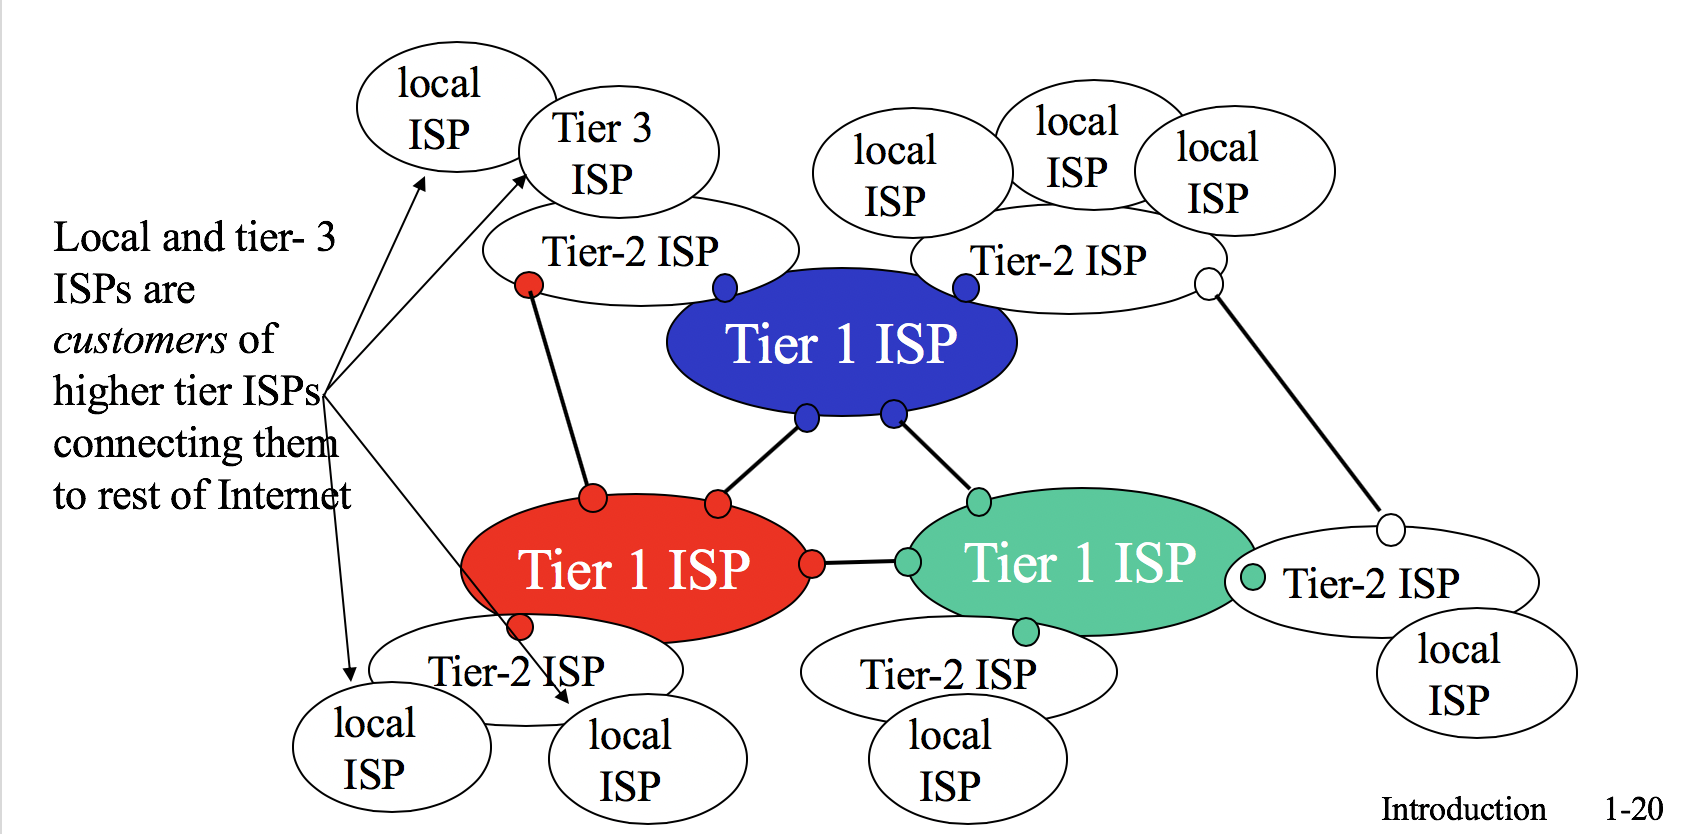 local
ISP
Tier 3
ISP
local
ISP
local
ISP
local
ISP
Local and tier- 3
ISPs are
customers of
higher tier ISPs
connecting them
to rest of Internet
Tier-2 ISP
Tier-2 ISP
Tier 1 ISP
Tier 1 ISP
Tier 1 ISP
Tier-2 ISP
Tier-2 ISP
Tier-2 ISP
local
ISP
local
ISP
local
ISP
local
ISP
Introduction 1-20